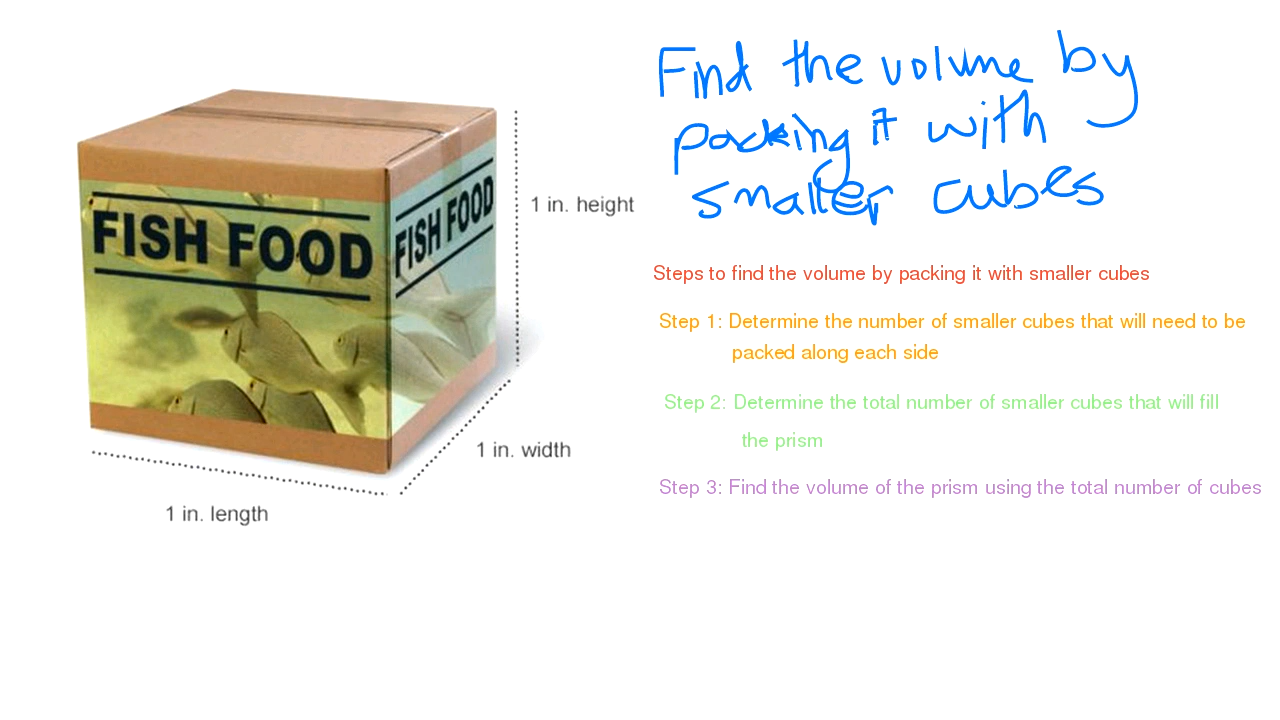 FISH FOOD
FISH FOOD
1 in. height
1 in. width
1 in. length
Find the volume by
packing it with
smaller cubes
Steps to find the volume by packing it with smaller cubes
Step 1: Determine the number of smaller cubes that will need to be
packed along each side
Step 2: Determine the total number of smaller cubes that will fill
the prism
Step 3: Find the volume of the prism using the total number of cubes